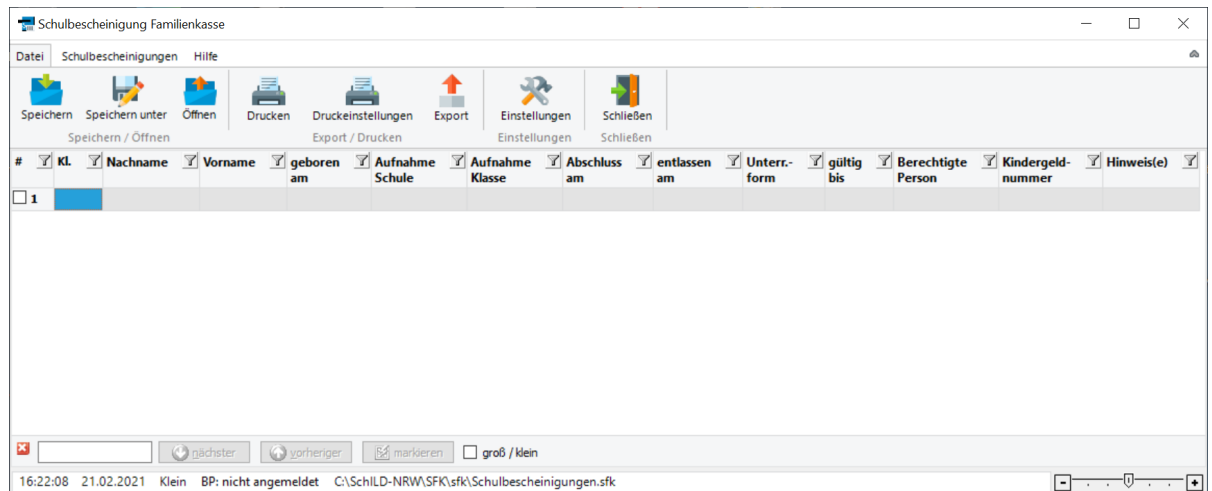 Schulbescheinigung Familienkasse
Datei Schulbescheinigungen Hilfe
Speichern Speichern unter Öffnen Drucken Druckeinstellungen Export Einstellungen Schließen
Speichern / Öffnen Export / Drucken Einstellungen Schließen
# Kl. Nachname Vorname geboren am Aufnahme Schule Aufnahme Klasse Abschluss am entlassen am Unterr.-form gültig bis Berechtigte Person Kindergeld-nummer Hinweis(e)
1
nächster vorheriger markieren groß / klein
16:22:08 21.02.2021 Klein BP: nicht angemeldet C:\SchILD-NRW\SFK\sfk\Schulbescheinigungen.sfk